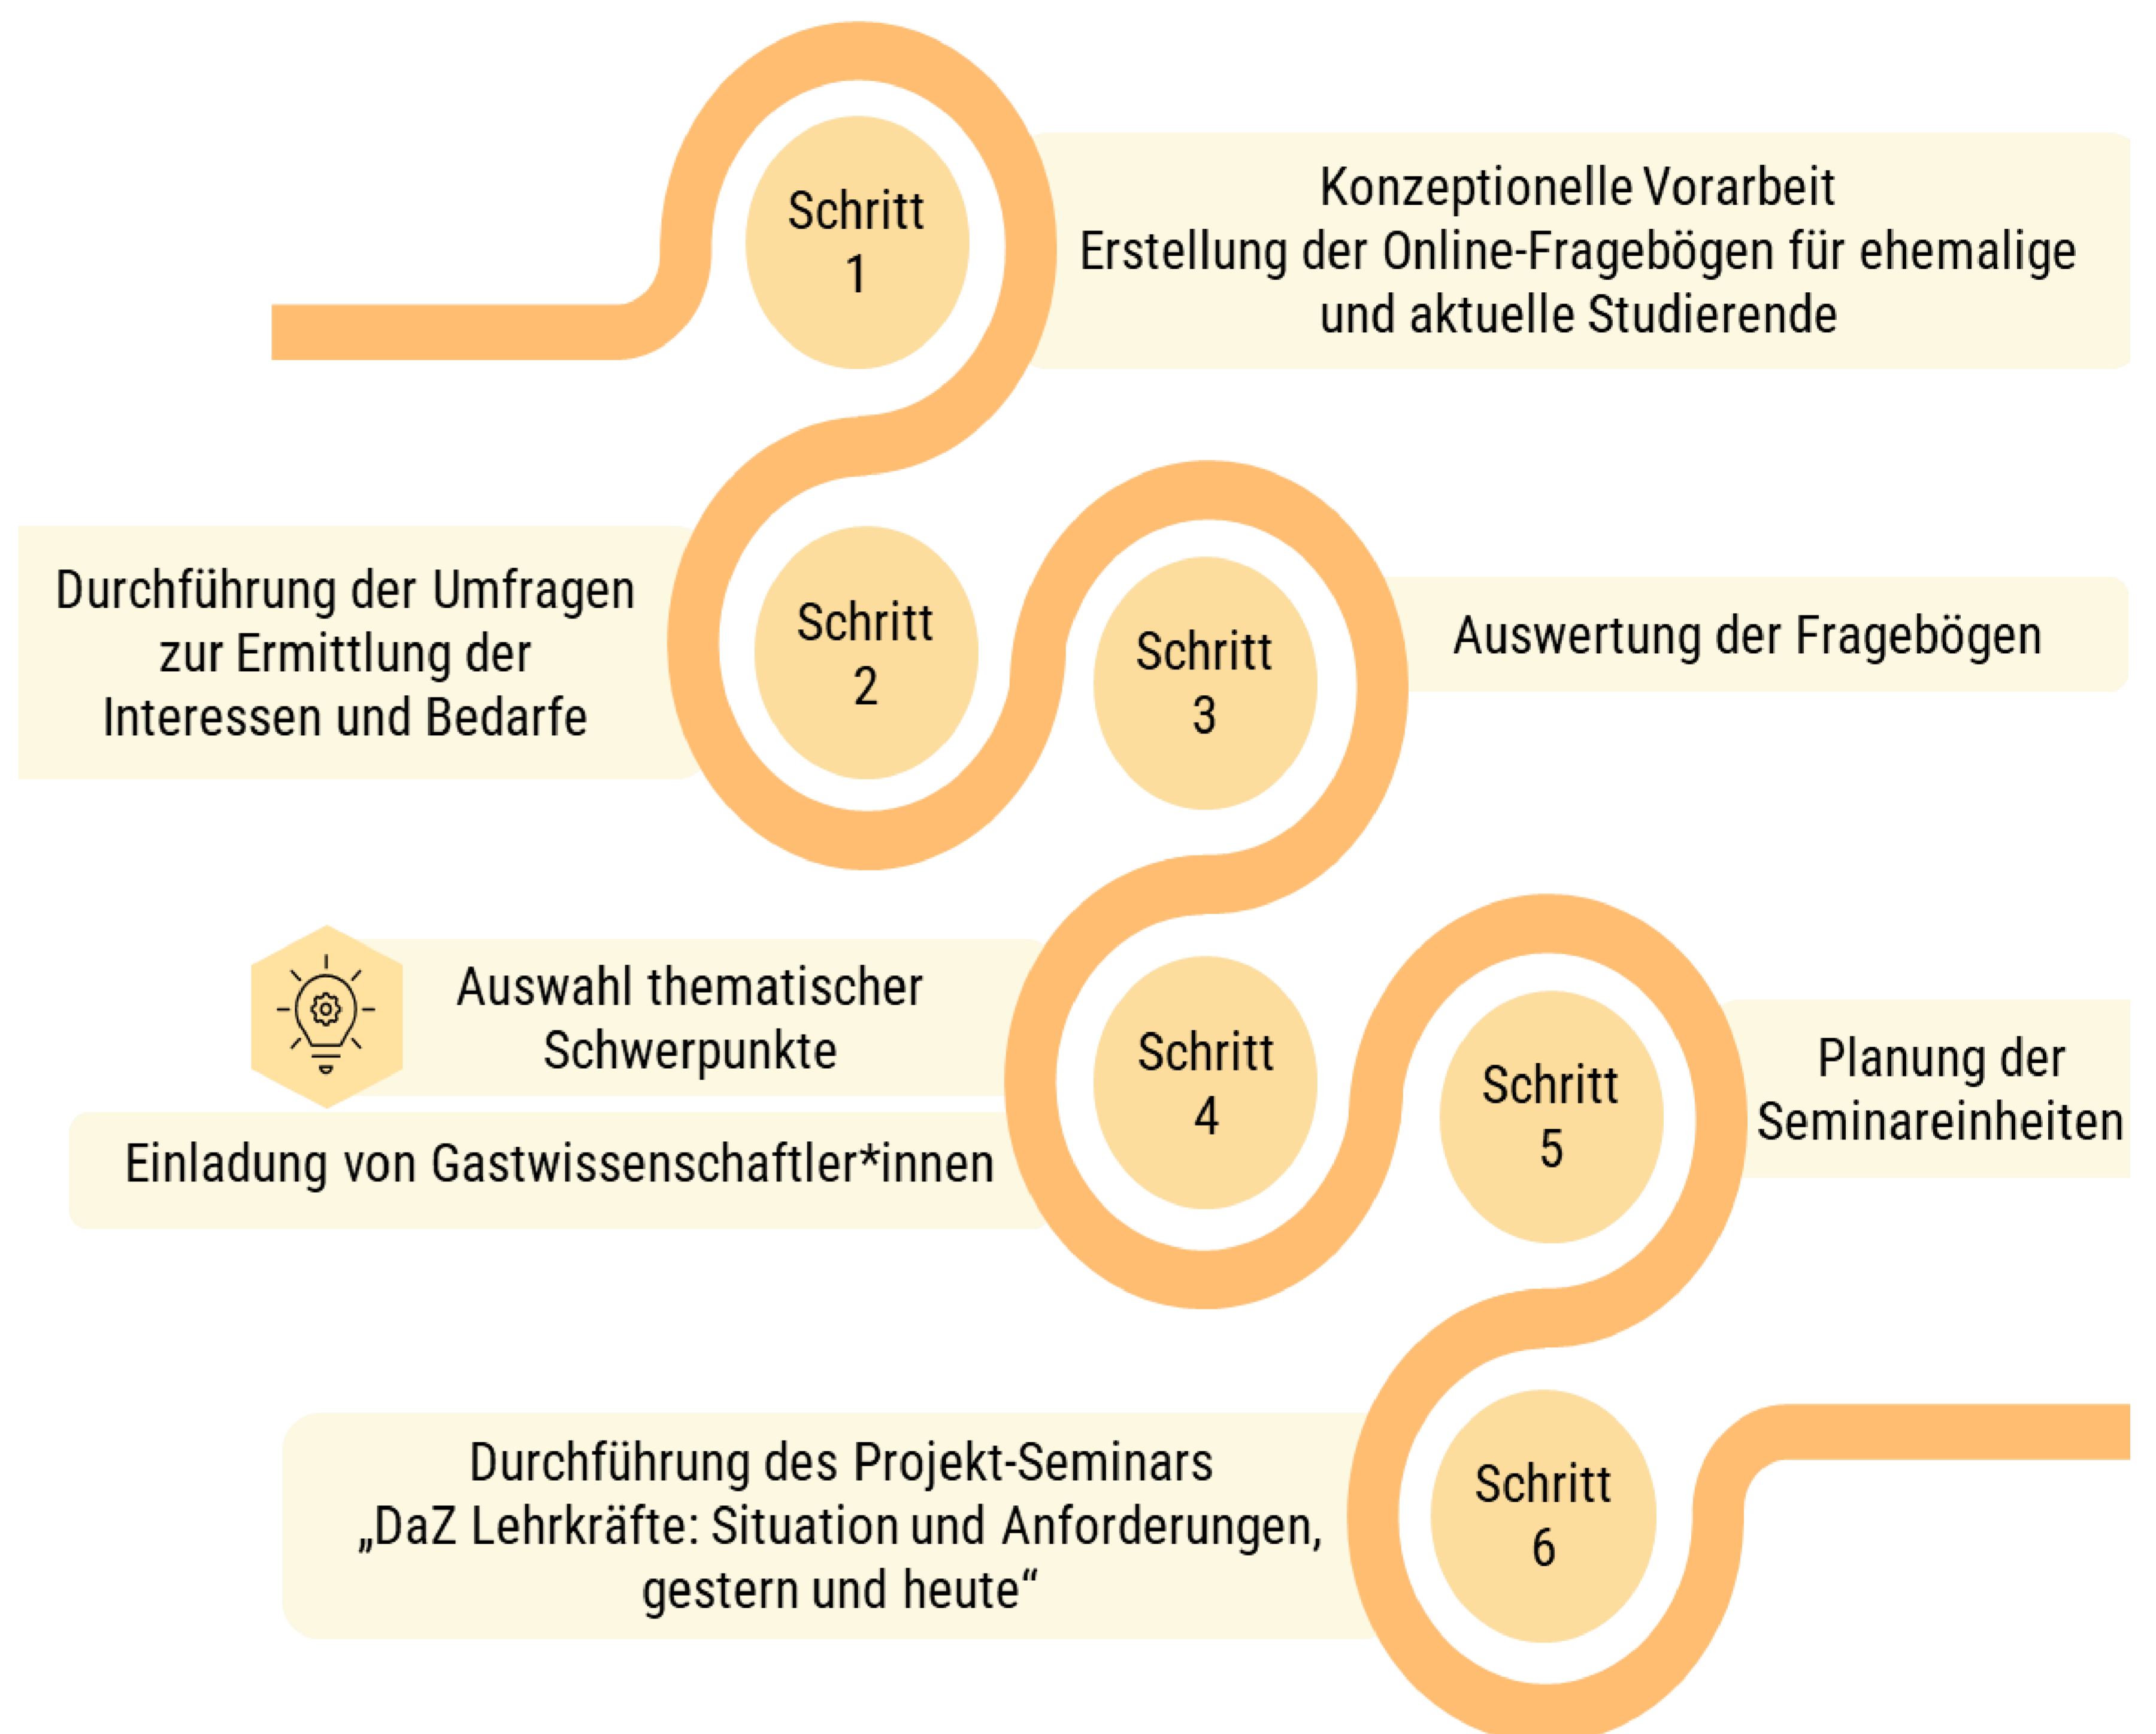 Schritt
1
Konzeptionelle Vorarbeit
Erstellung der Online-Fragebögen für ehemalige
und aktuelle Studierende
Durchführung der Umfragen
zur Ermittlung der
Interessen und Bedarfe
Schritt
2
Schritt
3
Auswertung der Fragebögen
Auswahl thematischer
Schwerpunkte
Einladung von Gastwissenschaftler*innen
Schritt
4
Schritt
5
Planung der
Seminareinheiten
Durchführung des Projekt-Seminars
„DaZ Lehrkräfte: Situation und Anforderungen,
gestern und heute“
Schritt
6